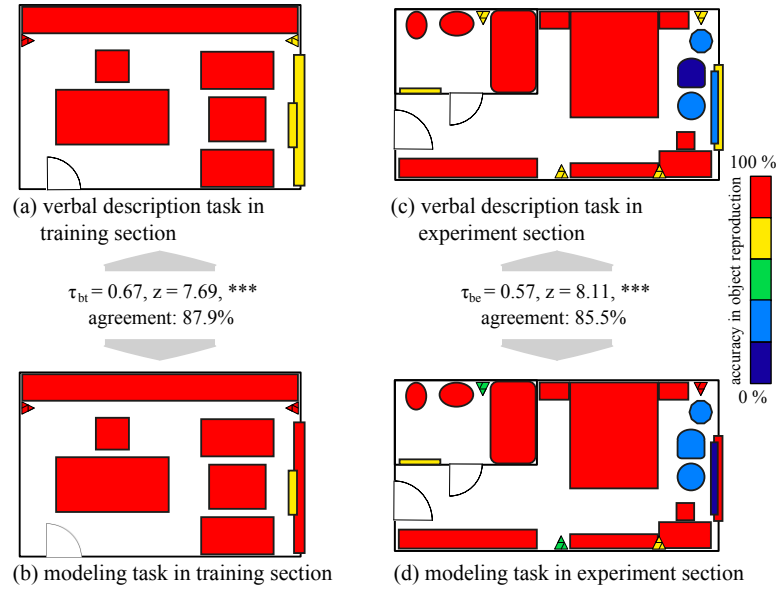 (a) verbal description task in
training section
(c) verbal description task in
experiment section
τbt = 0.67, z = 7.69, ***
agreement: 87.9%
τbe = 0.57, z = 8.11, ***
agreement: 85.5%
100 %
accuracy in object reproduction
0 %
(b) modeling task in training section
(d) modeling task in experiment section